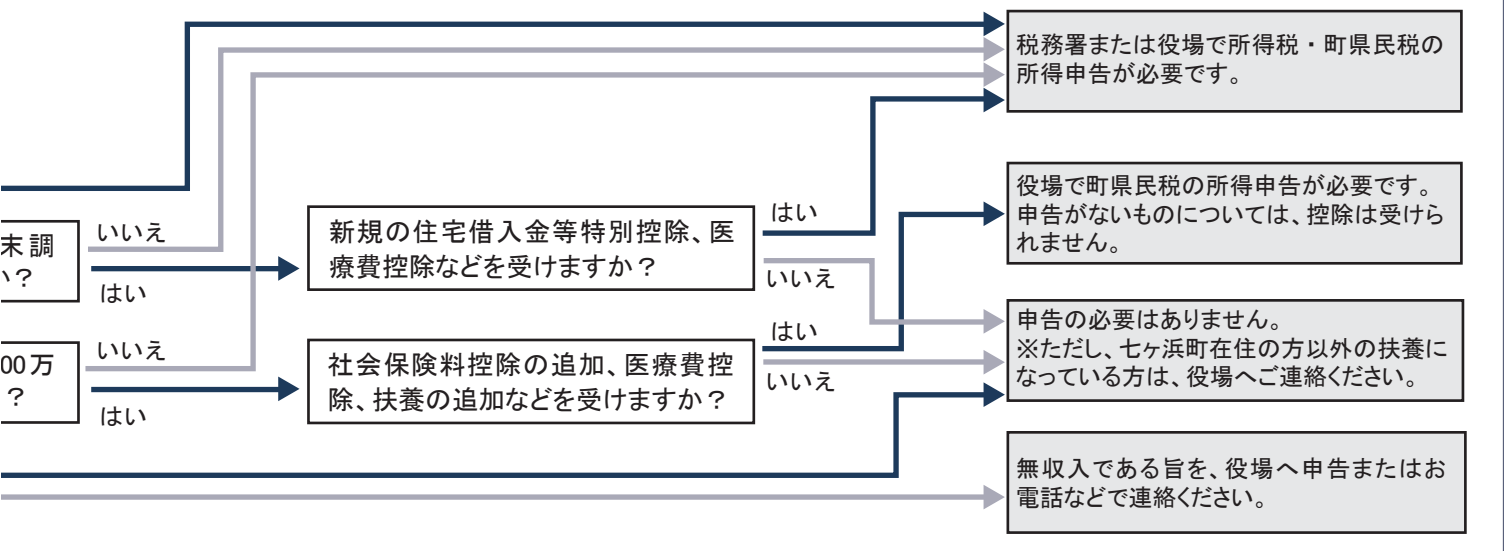 税務署または役場で所得税・町県民税の
所得申告が必要です。
役場で町県民税の所得申告が必要です。
申告がないものについては、控除は受けら
れません。
末調
い?
いいえ
はい
新規の住宅借入金等特別控除、医
療費控除などを受けますか?
はい
いいえ
申告の必要はありません。
※ただし、七ヶ浜町在住の方以外の扶養に
なっている方は、役場へご連絡ください。
00万
?
いいえ
はい
社会保険料控除の追加、医療費控
除、扶養の追加などを受けますか?
はい
いいえ
無収入である旨を、役場へ申告またはお
電話などで連絡ください。